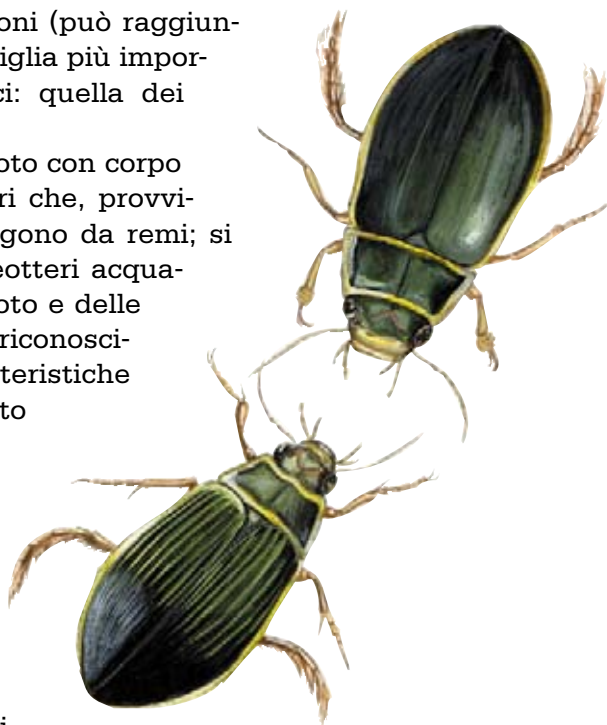 oni (può raggiun-
iglia più impor-
ci: quella dei
oto con corpo
ri che, provvi-
gono da remi; si
eotteri acqua-
oto e delle
riconosci-
teristiche
to